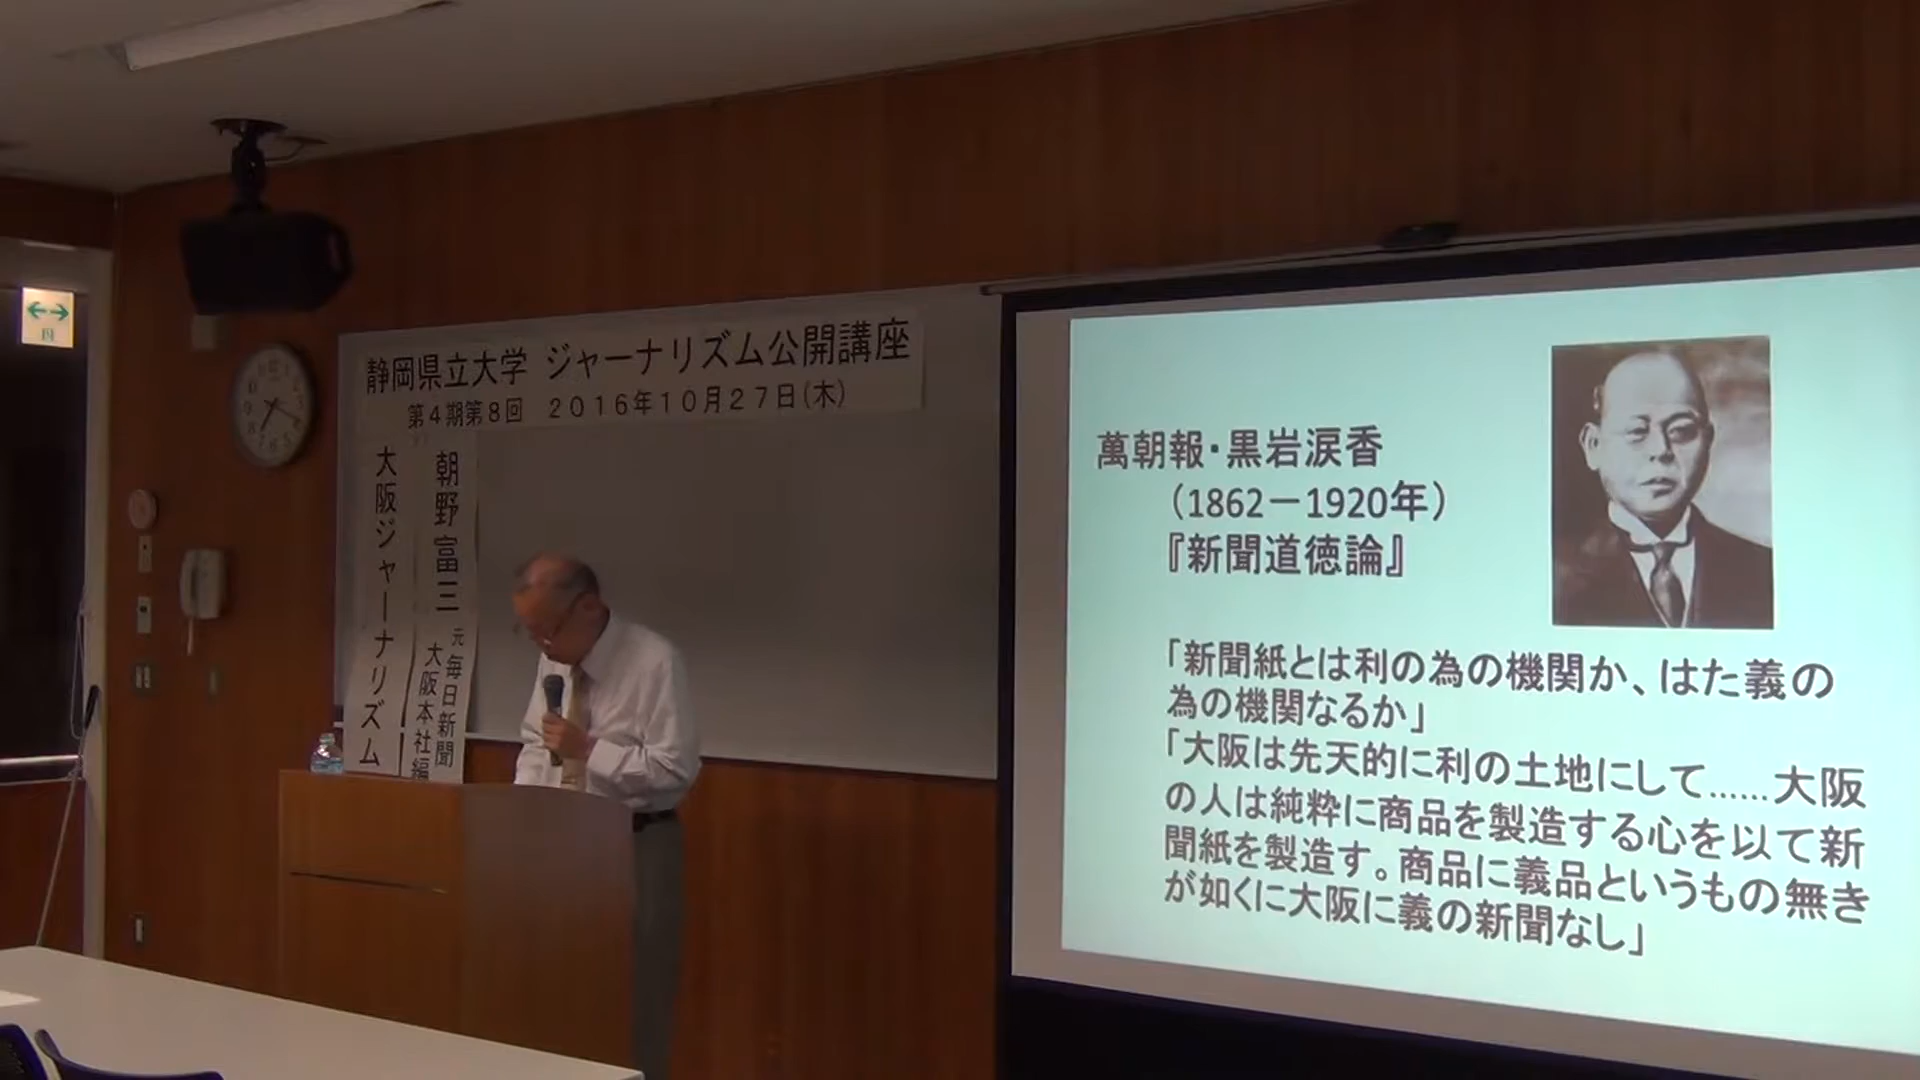 静岡県立大学 ジャーナリズム公開講座
第4期第8回 2016年10月27日(木)
大阪ジャーナリズム
朝野富三
元毎日新聞
大阪本社編
萬朝報・黒岩涙香
（1862－1920年）
『新聞道徳論』
「新聞紙とは利の為の機関か、はた義の
為の機関なるか」
「大阪は先天的に利の土地にして……大阪
の人は純粋に商品を製造する心を以て新
聞紙を製造す。商品に義品というもの無き
が如くに大阪に義の新聞なし」